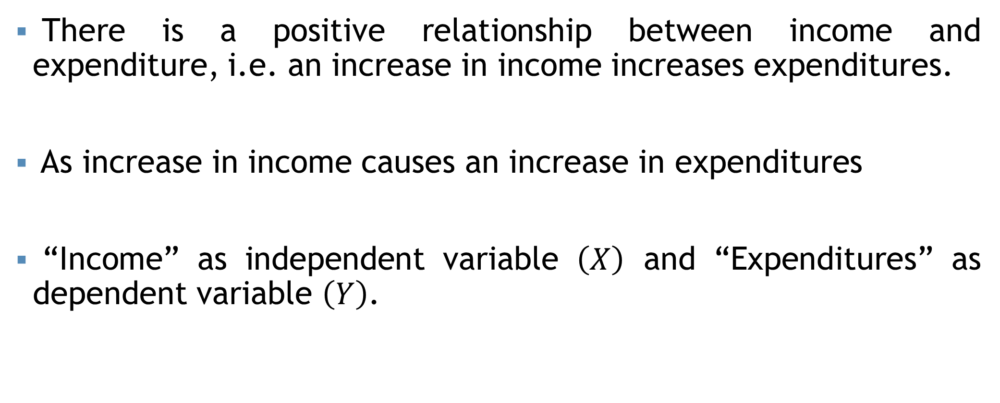 ▪ There is a positive relationship between income and
expenditure, i.e. an increase in income increases expenditures.
▪ As increase in income causes an increase in expenditures
▪ “Income” as independent variable (X) and “Expenditures” as
dependent variable (Y).